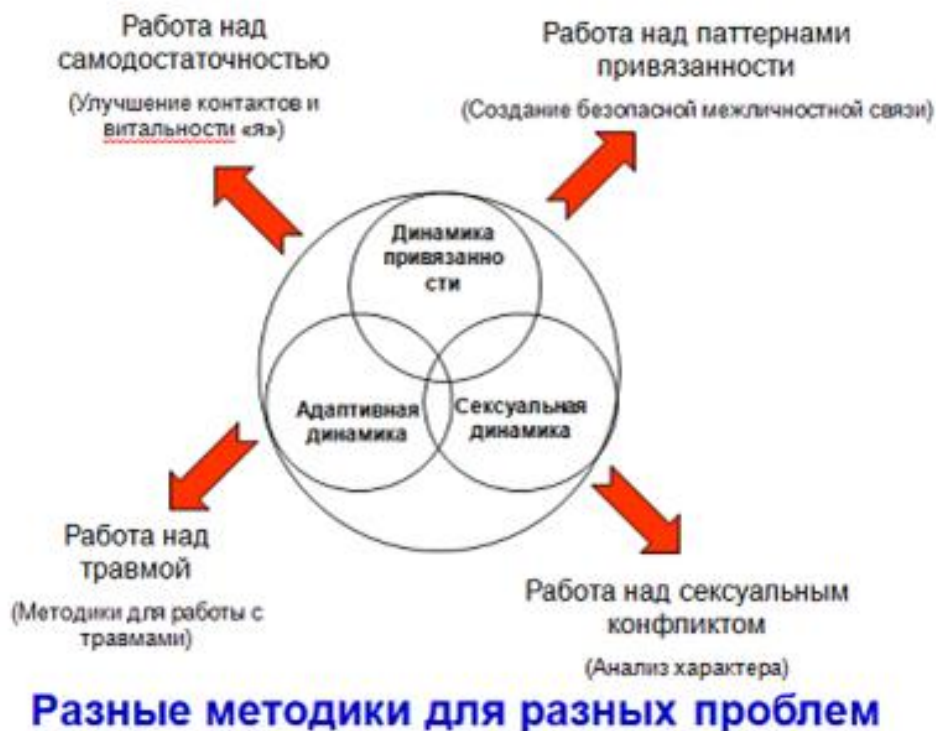 Работа над
самодостаточностью
(Улучшение контактов и
витальности «я»)
Работа над паттернами
привязанности
(Создание безопасной межличностной связи)
Динамика
привязанно
сти
Адаптивная
динамика
Сексуальная
динамика
Работа над
травмой
(Методики для работы с
травмами)
Работа над сексуальным
конфликтом
(Анализ характера)
Разные методики для разных проблем